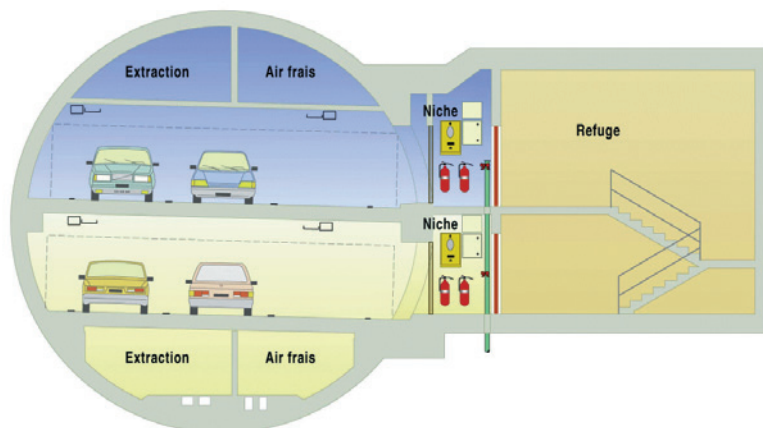 Extraction
Air frais
Niche
Refuge
Niche
Extraction
Air frais